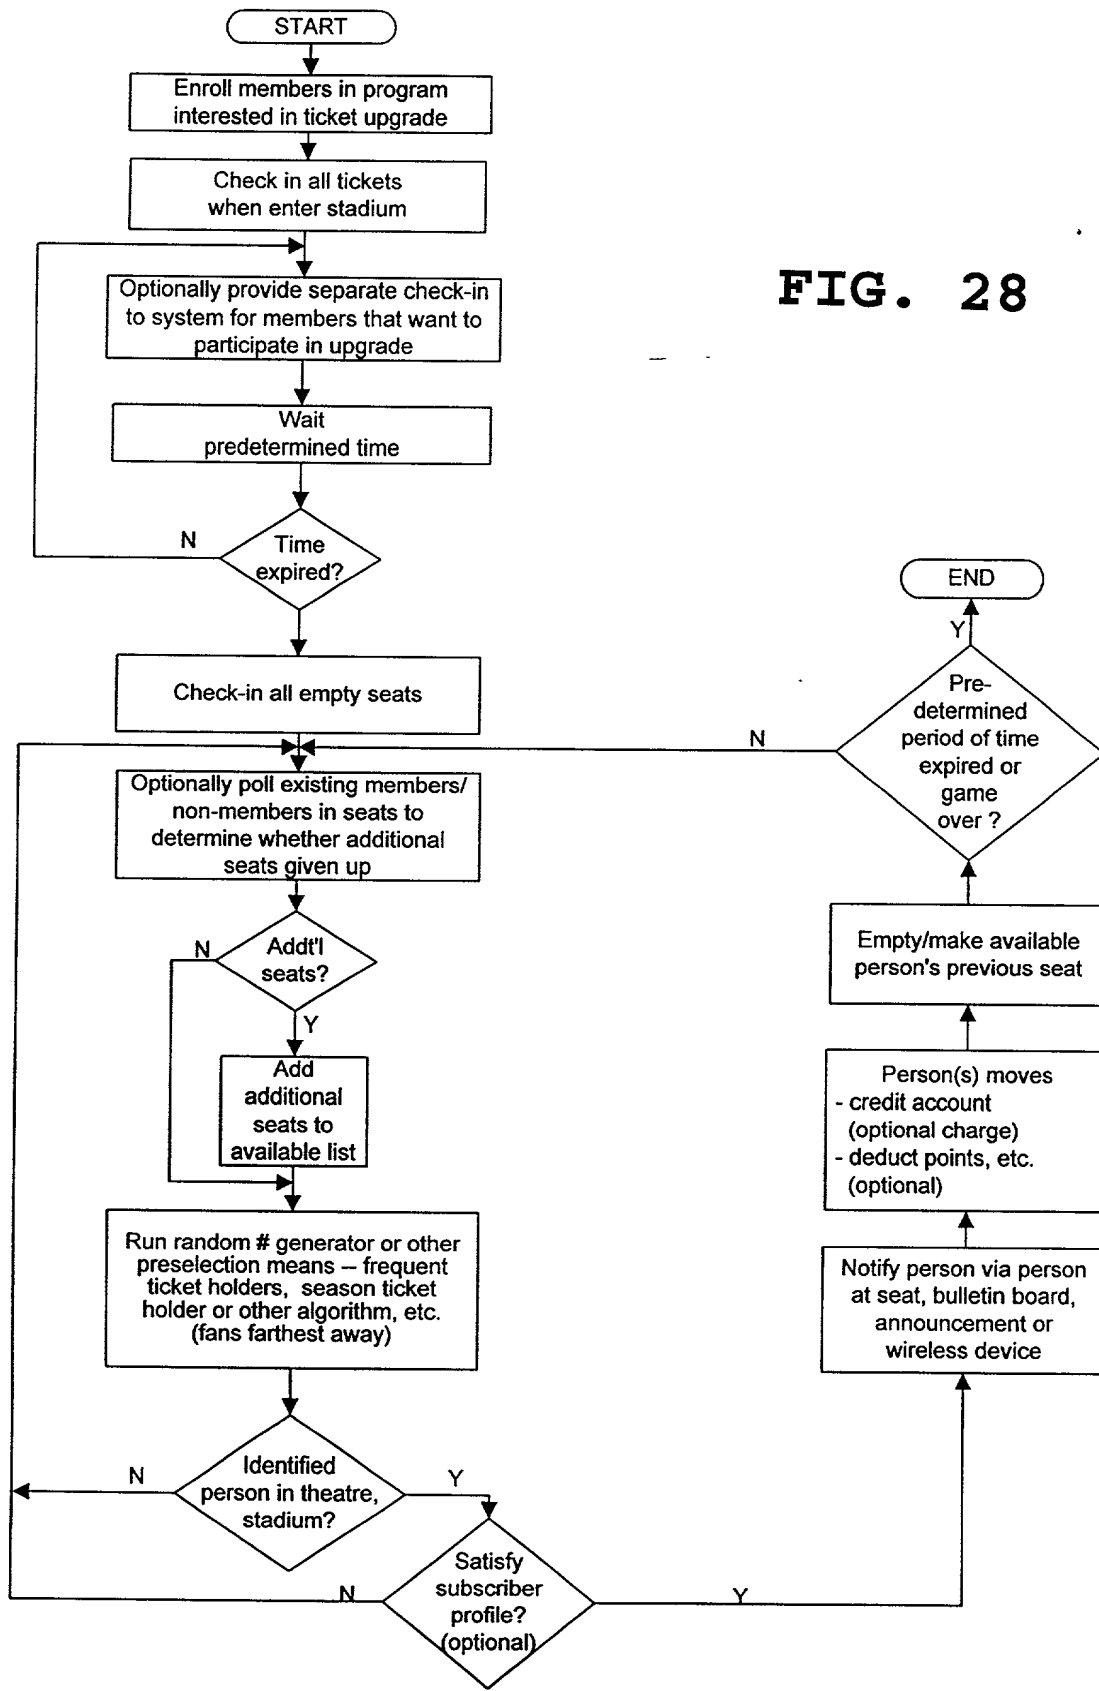 START
Enroll members in program
interested in ticket upgrade
Check in all tickets
when enter stadium
FIG. 28
Optionally provide separate check-in
to system for members that want to
participate in upgrade
Wait
predetermined time
N
Time
expired?
Check-in all empty seats
Optionally poll existing members/
non-members in seats to
determine whether additional
seats given up
N
Addt'l
seats?
Y
Add
additional
seats to
available list
Run random # generator or other
preselection means – frequent
ticket holders, season ticket
holder or other algorithm, etc.
(fans farthest away)
N
Identified
person in theatre,
stadium?
Y
N
Satisfy
subscriber
profile?
(optional)
Y
Notify person via person
at seat, bulletin board,
announcement or
wireless device
Person(s) moves
- credit account
(optional charge)
- deduct points, etc.
(optional)
Empty/make available
person's previous seat
N
Pre-
determined
period of time
expired or
game
over ?
Y
END